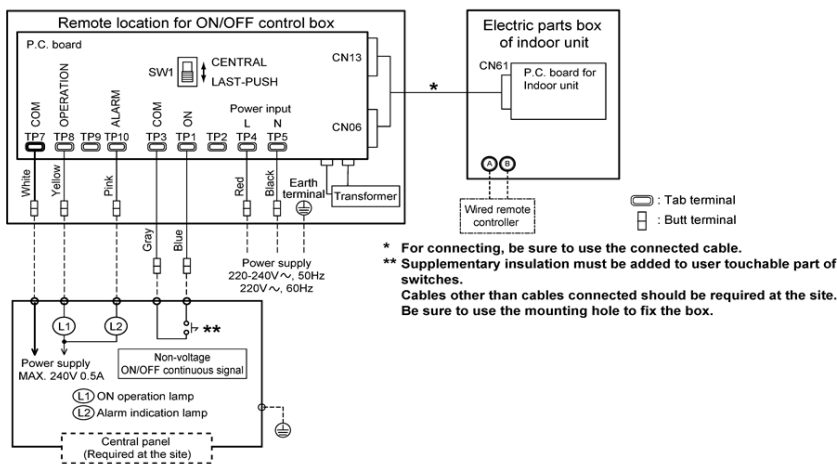 Remote location for ON/OFF control box
P.C. board
SW1
CENTRAL
LAST-PUSH
CN13
CN06
COM
OPERATION
ALARM
COM
ON
Power input
L N
TP7 TP8 TP9 TP10 TP3 TP1 TP2 TP4 TP5
White
Yellow
Pink
Gray
Blue
Red
Black
Earth
terminal
Transformer
Power supply
220-240V～, 50Hz
220V～, 60Hz
Electric parts box
of indoor unit
CN61
P.C. board for
Indoor unit
*
A B
Wired remote
controller
: Tab terminal
: Butt terminal
* For connecting, be sure to use the connected cable.
** Supplementary insulation must be added to user touchable part of
switches.
Cables other than cables connected should be required at the site.
Be sure to use the mounting hole to fix the box.
L1 L2
**
Power supply
MAX. 240V 0.5A
Non-voltage
ON/OFF continuous signal
L1 ON operation lamp
L2 Alarm indication lamp
Central panel
(Required at the site)